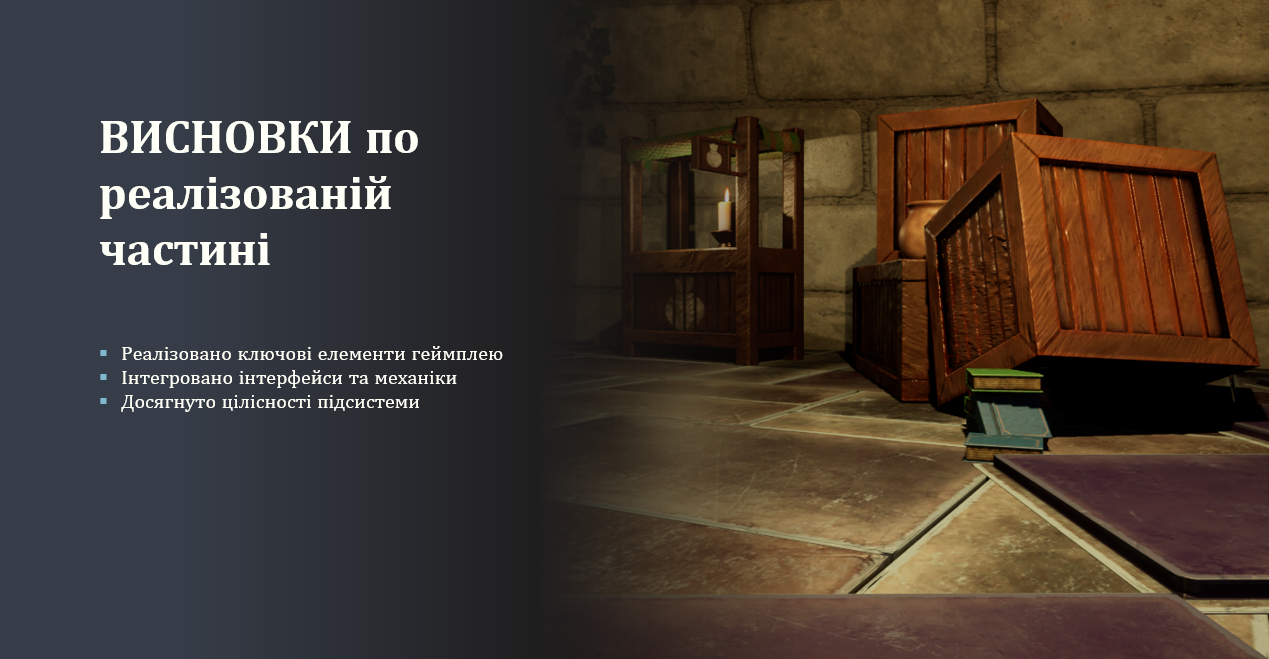 ВИСНОВКИ по
реалізованій
частині
Реалізовано ключові елементи геймплею
Інтегровано інтерфейси та механіки
Досягнуто цілісності підсистеми